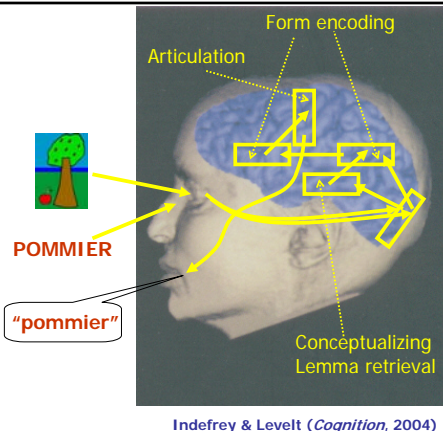 Form encoding
Articulation
POMMIER
“pommier”
Conceptualizing
Lemma retrieval
Indefrey & Levelt (Cognition, 2004)